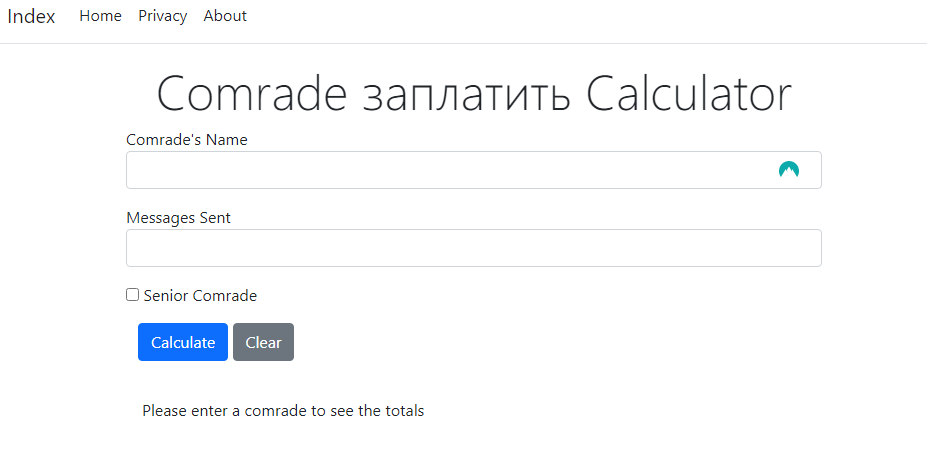 Index Home Privacy About
Comrade заплатить Calculator
Comrade's Name
Messages Sent
Senior Comrade
Calculate Clear
Please enter a comrade to see the totals